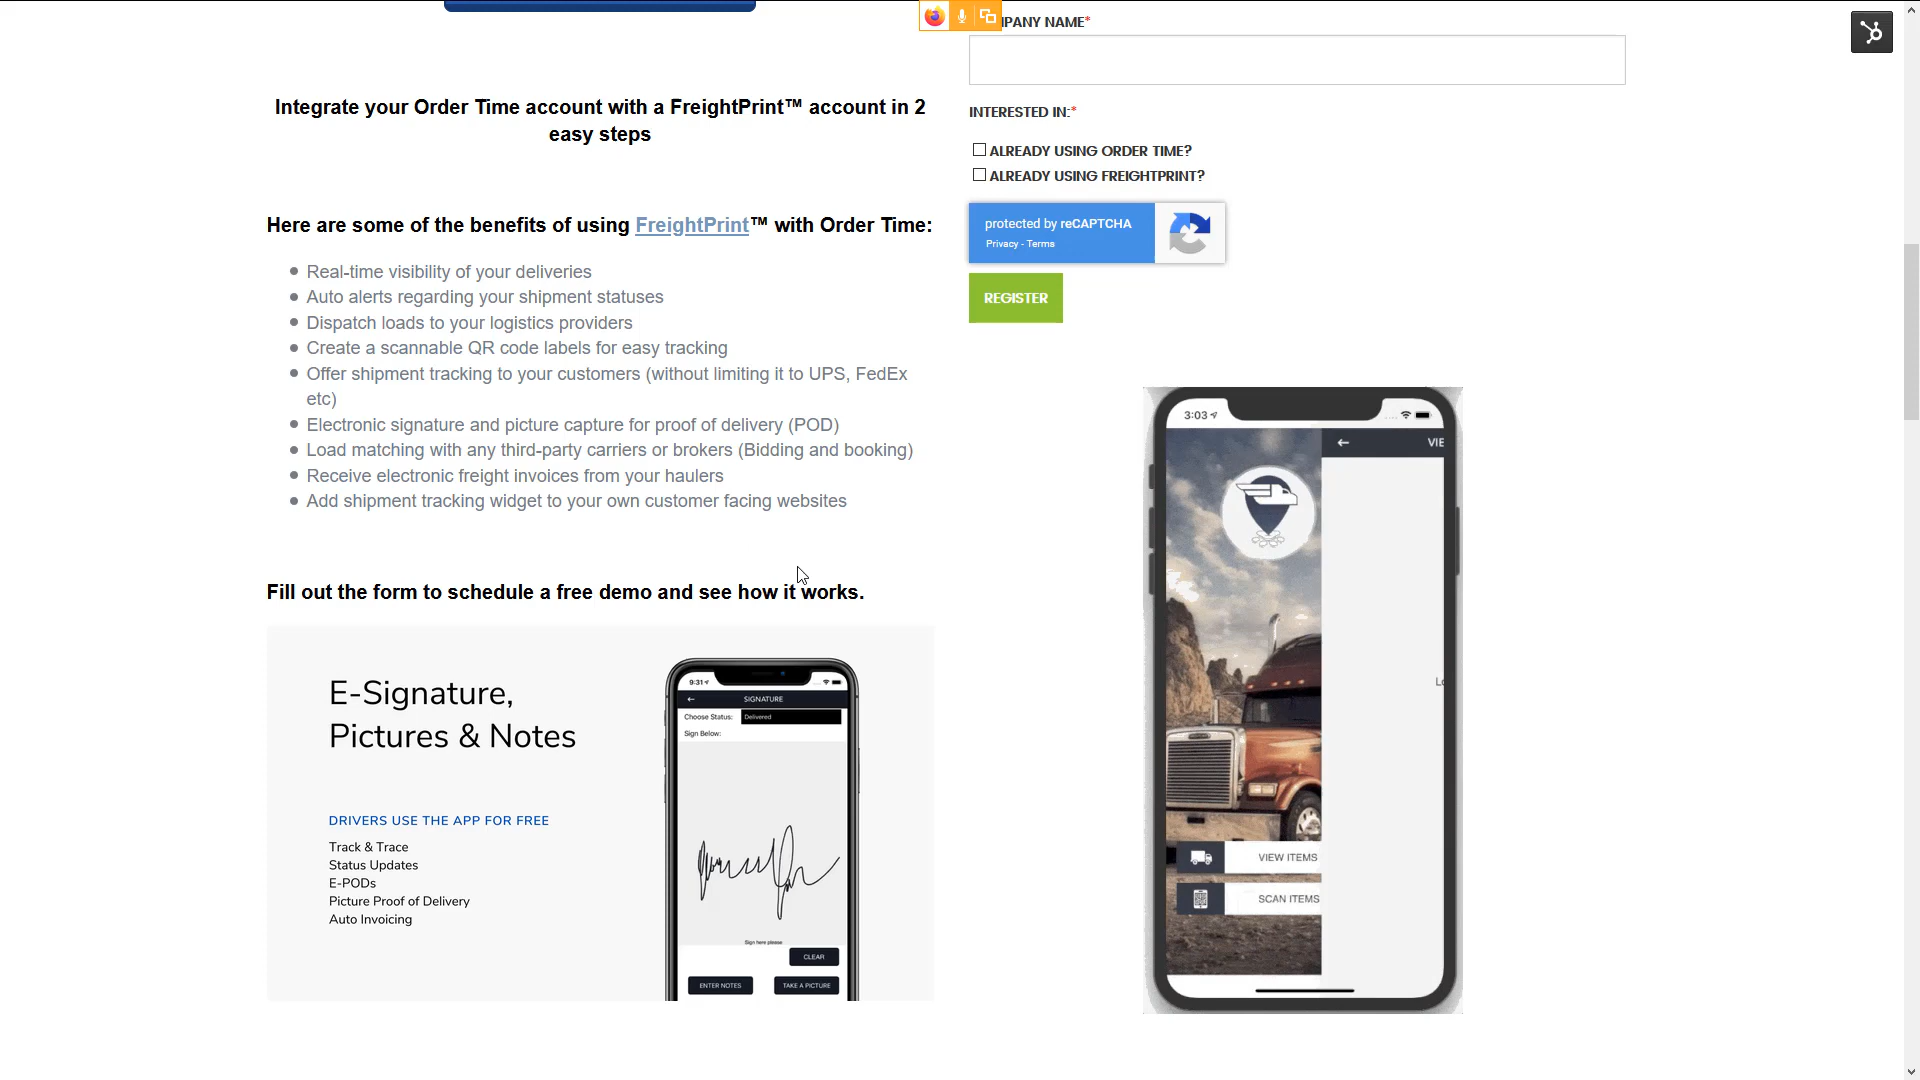 Integrate your Order Time account with a FreightPrint™ account in 2
easy steps
Here are some of the benefits of using FreightPrint™ with Order Time:
Real-time visibility of your deliveries
Auto alerts regarding your shipment statuses
Dispatch loads to your logistics providers
Create a scannable QR code labels for easy tracking
Offer shipment tracking to your customers (without limiting it to UPS, FedEx
etc)
Electronic signature and picture capture for proof of delivery (POD)
Load matching with any third-party carriers or brokers (Bidding and booking)
Receive electronic freight invoices from your haulers
Add shipment tracking widget to your own customer facing websites
Fill out the form to schedule a free demo and see how it works.
E-Signature,
Pictures & Notes
DRIVERS USE THE APP FOR FREE
Track & Trace
Status Updates
E-PODs
Picture Proof of Delivery
Auto Invoicing
9:31
SIGNATURE
Choose Status: Delivered
Sign Below:
Sign here please
CLEAR
ENTER NOTES TAKE A PICTURE
NAME*
INTERESTED IN:*
ALREADY USING ORDER TIME?
ALREADY USING FREIGHTPRINT?
protected by reCAPTCHA
Privacy - Terms
REGISTER
3:03
VIE
VIEW ITEMS
SCAN ITEMS